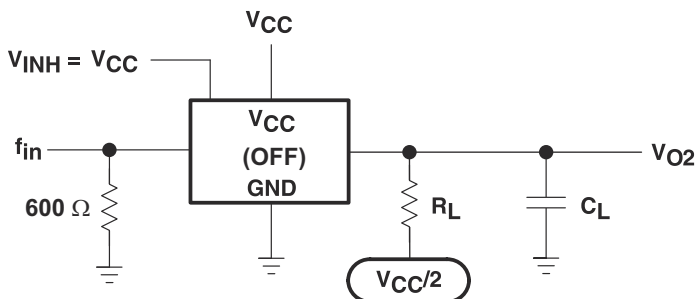 VCC
VINH = VCC
VCC
fin
(OFF)
VO2
GND
600 Ω
RL
CL
VCC/2